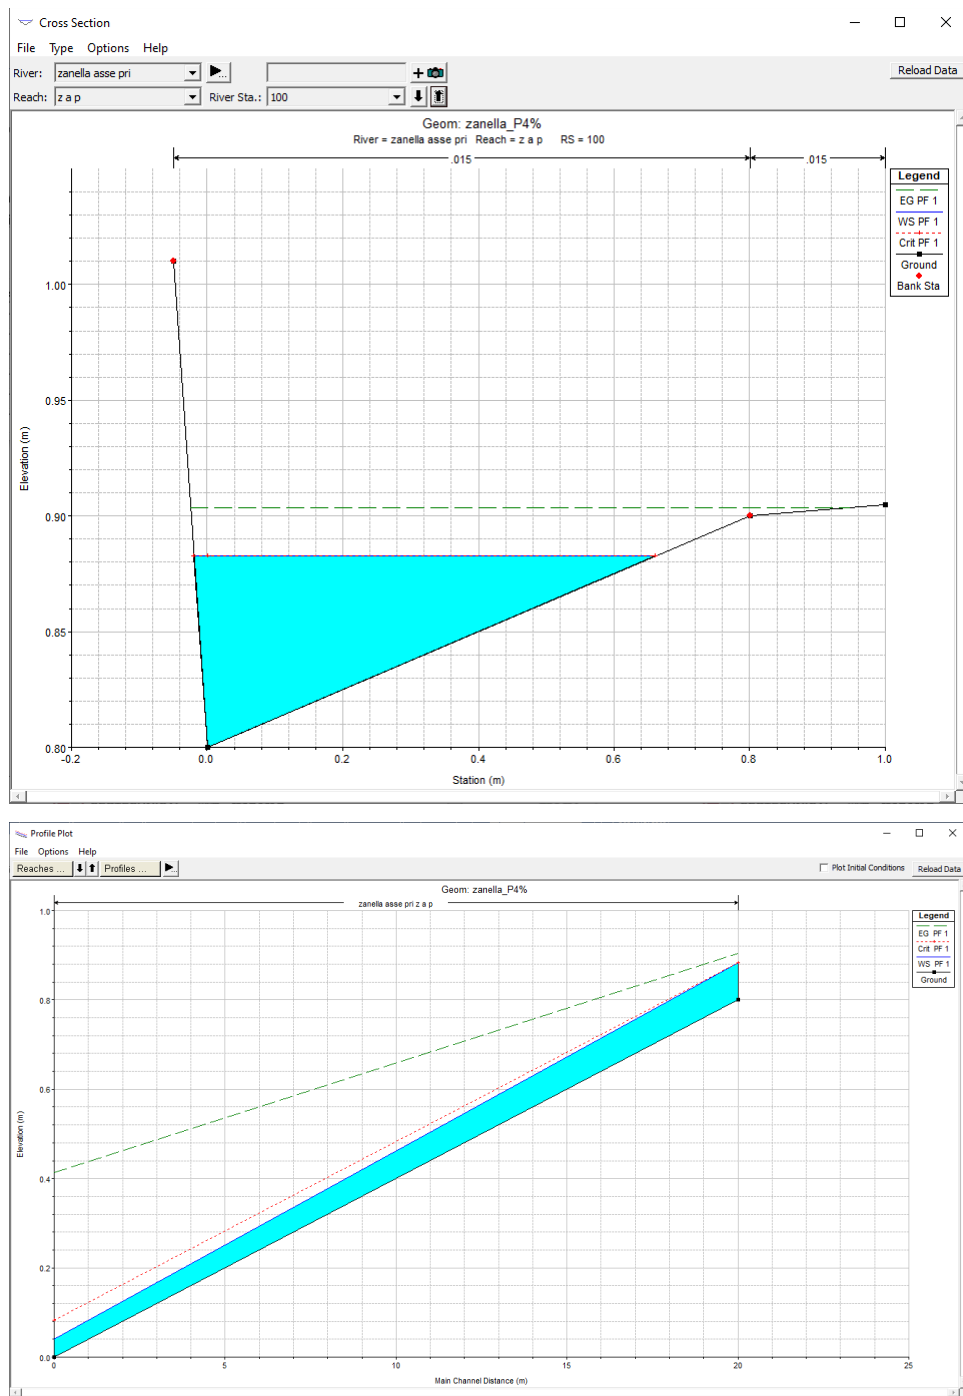 Cross Section
File Type Options Help
River: zanella asse pri
Reload Data
Reach: z a p River Sta.: 100
Geom: zanella_P4%
River = zanella asse pri Reach = z a p RS = 100
.015 .015
Legend
EG PF 1
WS PF 1
Crit PF 1
Ground
Bank Sta
1.00
0.95
0.90
0.85
0.80
Elevation (m)
-0.2 0.0 0.2 0.4 0.6 0.8 1.0
Station (m)
Profile Plot
File Options Help
Reaches ... Profiles ... Plot Initial Conditions Reload Data
Geom: zanella_P4%
zanella asse pri z a p
Legend
EG PF 1
Crit PF 1
WS PF 1
Ground
1.0
0.8
0.6
0.4
0.2
0.0
Elevation (m)
0 5 10 15 20 25
Main Channel Distance (m)